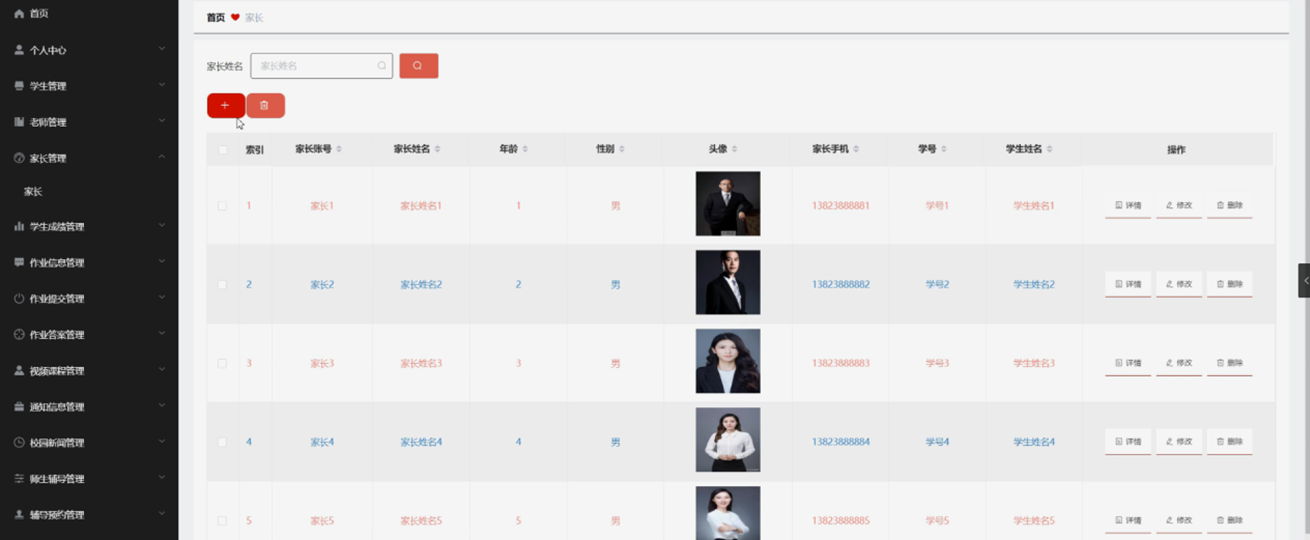 首页
个人中心
学生管理
老师管理
家长管理
家长
学生成绩管理
作业信息管理
作业提交管理
作业答案管理
视频课程管理
通知信息管理
校园新闻管理
师生辅导管理
辅导预约管理
首页 家长
家长姓名 家长姓名
索引 家长账号 家长姓名 年龄 性别 头像 家长手机 学号 学生姓名 操作
1 家长1 家长姓名1 1 男 13823888881 学号1 学生姓名1 详情 修改 删除
2 家长2 家长姓名2 2 男 13823888882 学号2 学生姓名2 详情 修改 删除
3 家长3 家长姓名3 3 男 13823888883 学号3 学生姓名3 详情 修改 删除
4 家长4 家长姓名4 4 男 13823888884 学号4 学生姓名4 详情 修改 删除
5 家长5 家长姓名5 5 男 13823888885 学号5 学生姓名5 详情 修改 删除